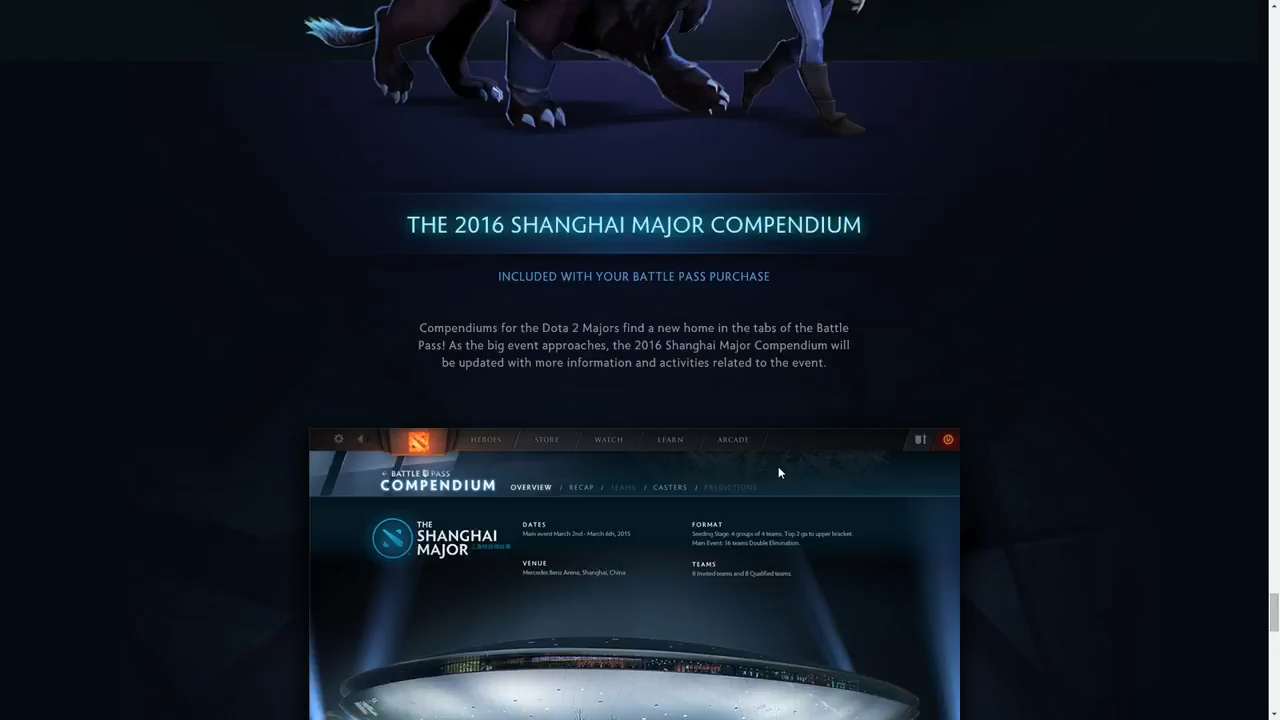 THE 2016 SHANGHAI MAJOR COMPENDIUM
INCLUDED WITH YOUR BATTLE PASS PURCHASE
Compendiums for the Dota 2 Majors find a new home in the tabs of the Battle
Pass! As the big event approaches, the 2016 Shanghai Major Compendium will
be updated with more information and activities related to the event.
HEROES STORE WATCH LEARN ARCADE
← BATTLE PASS
COMPENDIUM OVERVIEW / RECAP / TEAMS / CASTERS / PREDICTIONS
THE
SHANGHAI
MAJOR
DATES
Main event March 2nd - March 6th, 2015
VENUE
Mercedes Benz Arena, Shanghai, China
FORMAT
Seeding Stage: 4 groups of 4 teams. Top 2 go to upper bracket.
Main Event: 16 teams Double Elimination.
TEAMS
8 Invited teams and 8 Qualified teams.